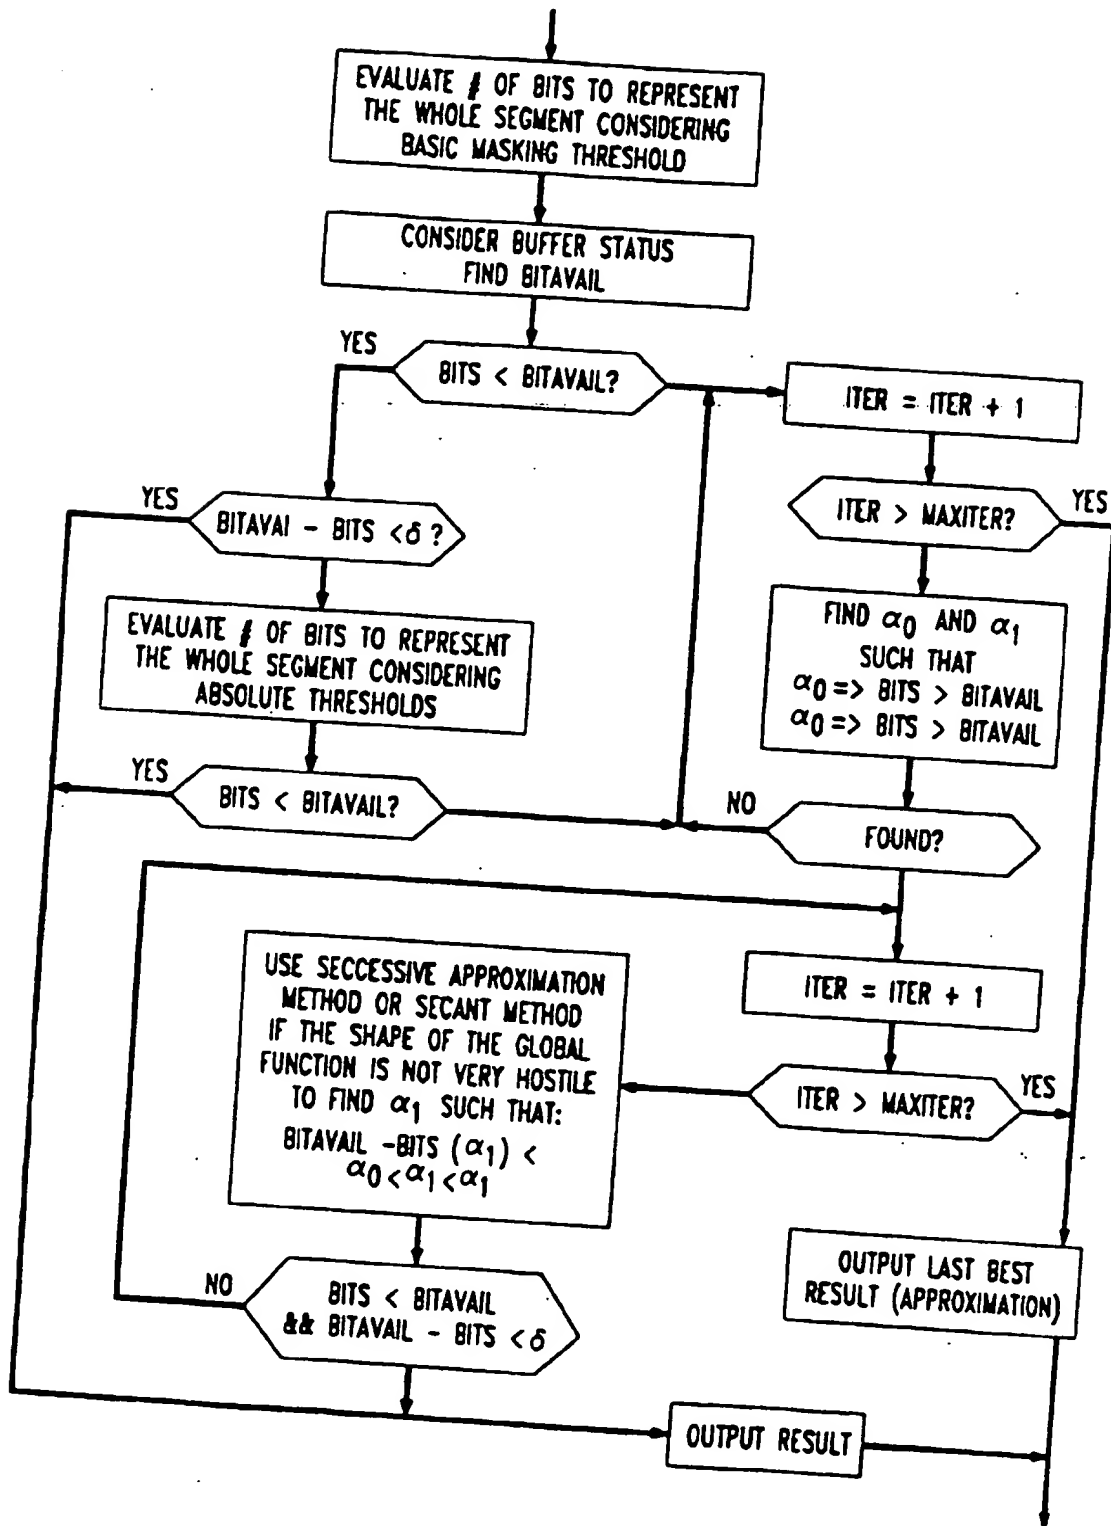 EVALUATE # OF BITS TO REPRESENT
THE WHOLE SEGMENT CONSIDERING
BASIC MASKING THRESHOLD
CONSIDER BUFFER STATUS
FIND BITAVAIL
YES
BITS < BITAVAIL?
ITER = ITER + 1
YES
BITAVAI - BITS <δ ?
ITER > MAXITER?
YES
EVALUATE # OF BITS TO REPRESENT
THE WHOLE SEGMENT CONSIDERING
ABSOLUTE THRESHOLDS
FIND α0 AND α1
SUCH THAT
α0 => BITS > BITAVAIL
α0 => BITS > BITAVAIL
YES
BITS < BITAVAIL?
NO
FOUND?
ITER = ITER + 1
USE SECCESSIVE APPROXIMATION
METHOD OR SECANT METHOD
IF THE SHAPE OF THE GLOBAL
FUNCTION IS NOT VERY HOSTILE
TO FIND α1 SUCH THAT:
BITAVAIL -BITS (α1) <
α0<α1<α1
ITER > MAXITER?
YES
NO
BITS < BITAVAIL
&& BITAVAIL - BITS <δ
OUTPUT LAST BEST
RESULT (APPROXIMATION)
OUTPUT RESULT